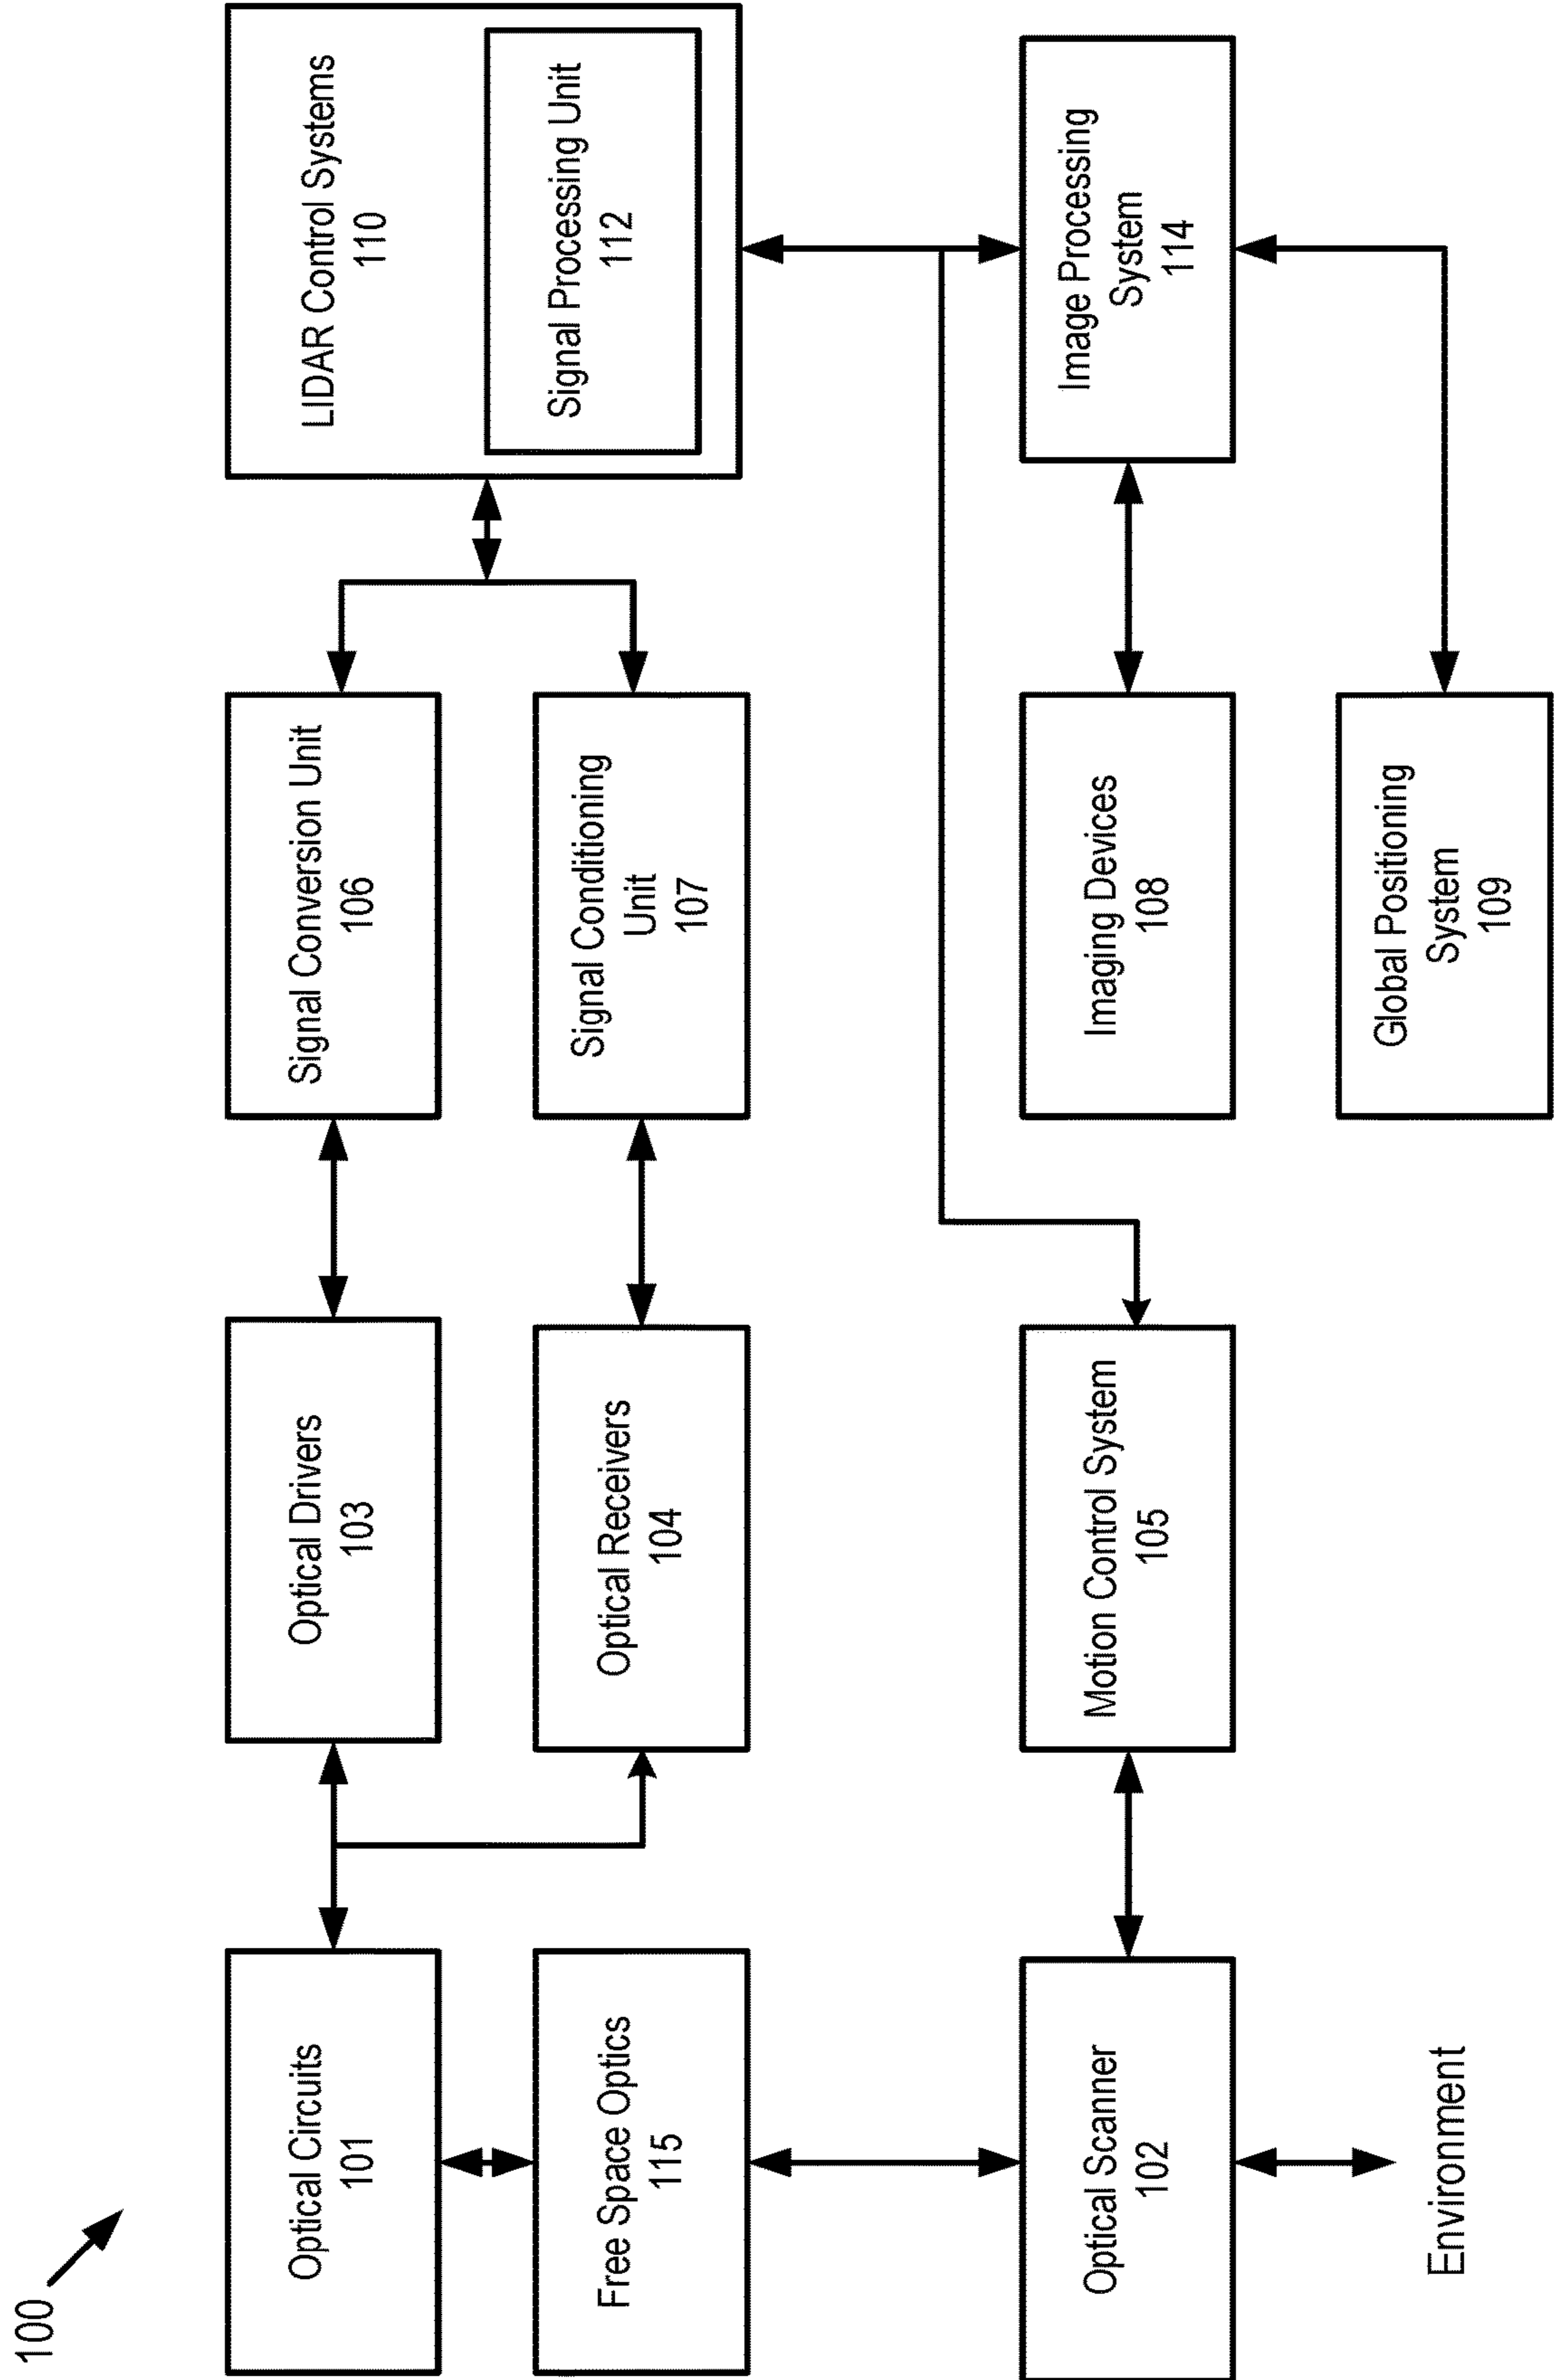 100
Optical Circuits
101
Optical Drivers
103
Signal Conversion Unit
106
LIDAR Control Systems
110
Signal Processing Unit
112
Free Space Optics
115
Optical Receivers
104
Signal Conditioning
Unit
107
Optical Scanner
102
Motion Control System
105
Imaging Devices
108
Image Processing
System
114
Environment
Global Positioning
System
109